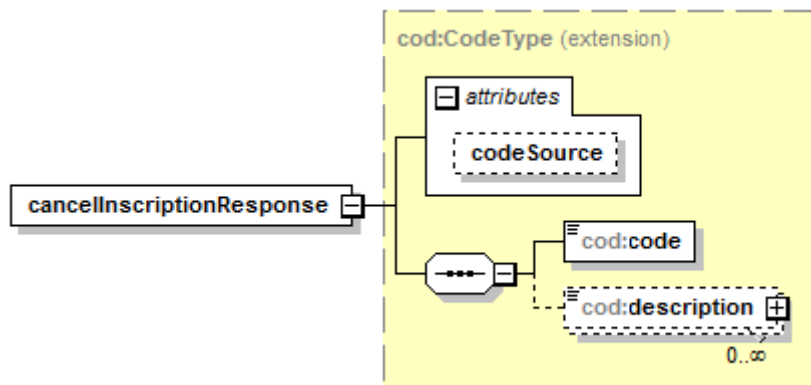 cod:CodeType (extension)
attributes
codeSource
cancelInscriptionResponse
cod:code
cod:description
0..∞